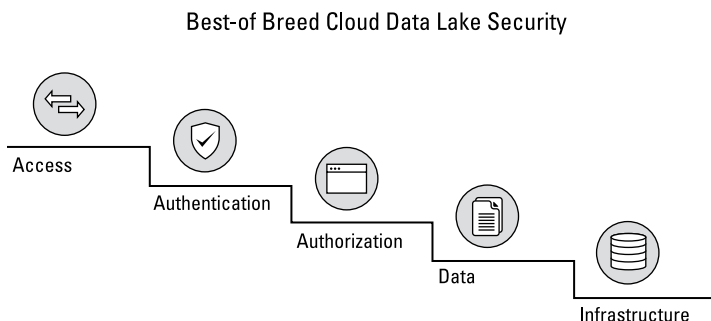 Best-of Breed Cloud Data Lake Security
Access
Authentication
Authorization
Data
Infrastructure